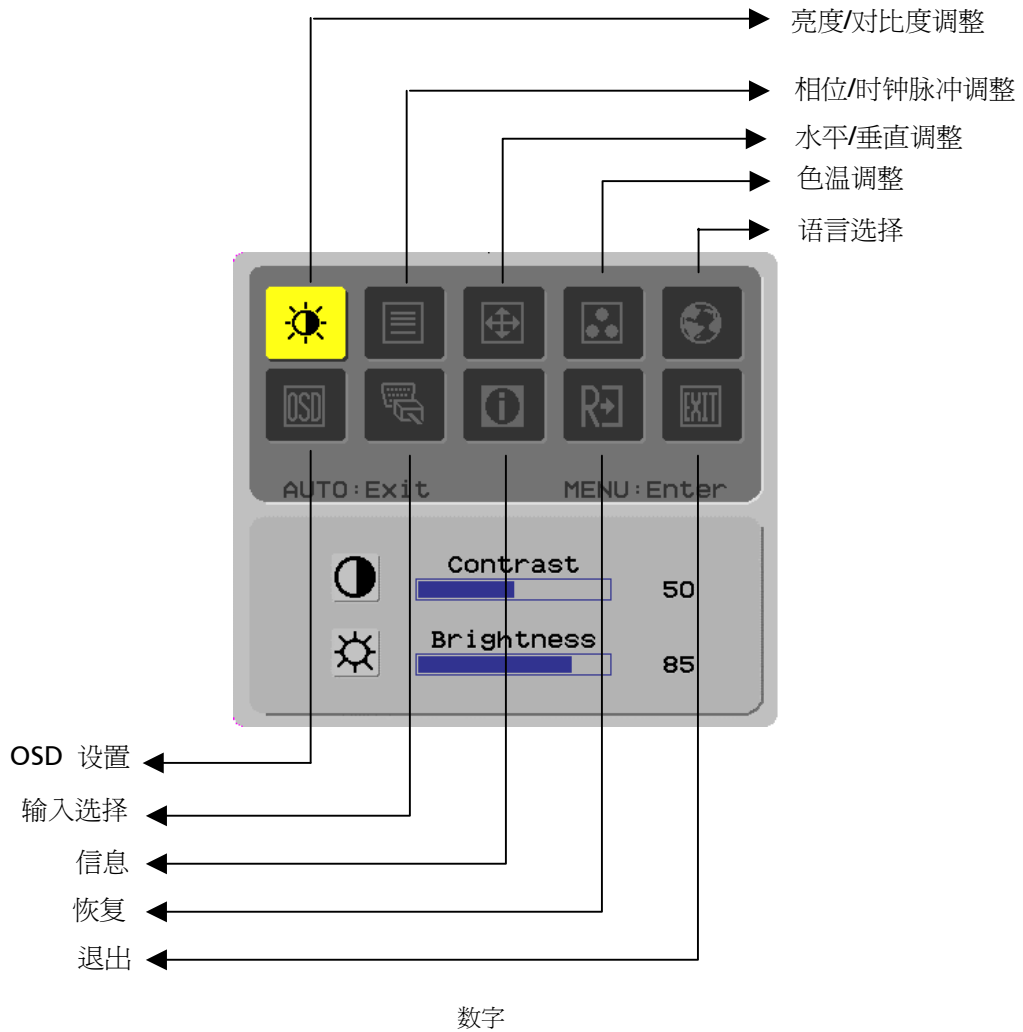 亮度/对比度调整
相位/时钟脉冲调整
水平/垂直调整
色温调整
语言选择
OSD
R
EXIT
AUTO:Exit MENU:Enter
Contrast
50
Brightness
85
OSD 设置
输入选择
信息
恢复
退出
数字